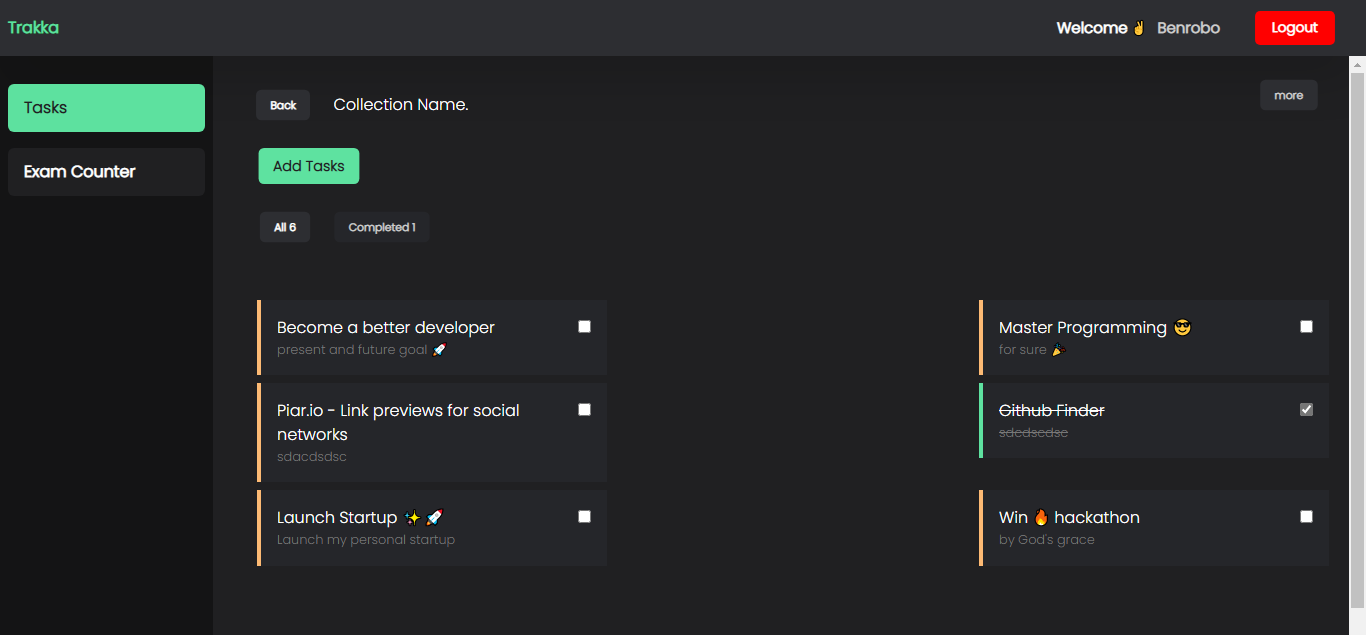 Trakka
Welcome ✌ Benrobo
Logout
Tasks
Exam Counter
Back
Collection Name.
more
Add Tasks
All 6
Completed 1
Become a better developer
present and future goal 🚀
Master Programming 😎
for sure 🎉
Piar.io - Link previews for social
networks
sdacdsdsc
Github Finder
sdcdscdsc
Launch Startup ✨ 🚀
Launch my personal startup
Win 🔥 hackathon
by God's grace